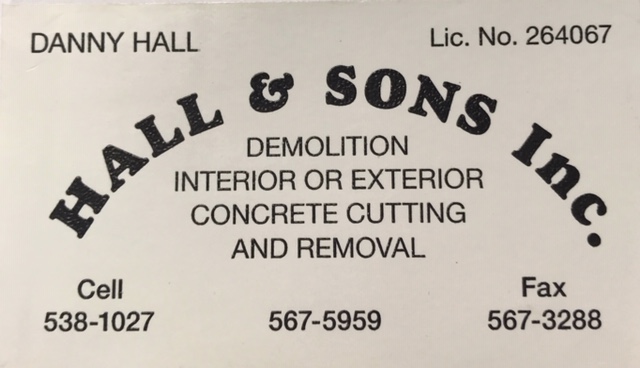 DANNY HALL
Lic. No. 264067
HALL & SONS Inc.
DEMOLITION
INTERIOR OR EXTERIOR
CONCRETE CUTTING
AND REMOVAL
Cell
538-1027
567-5959
Fax
567-3288